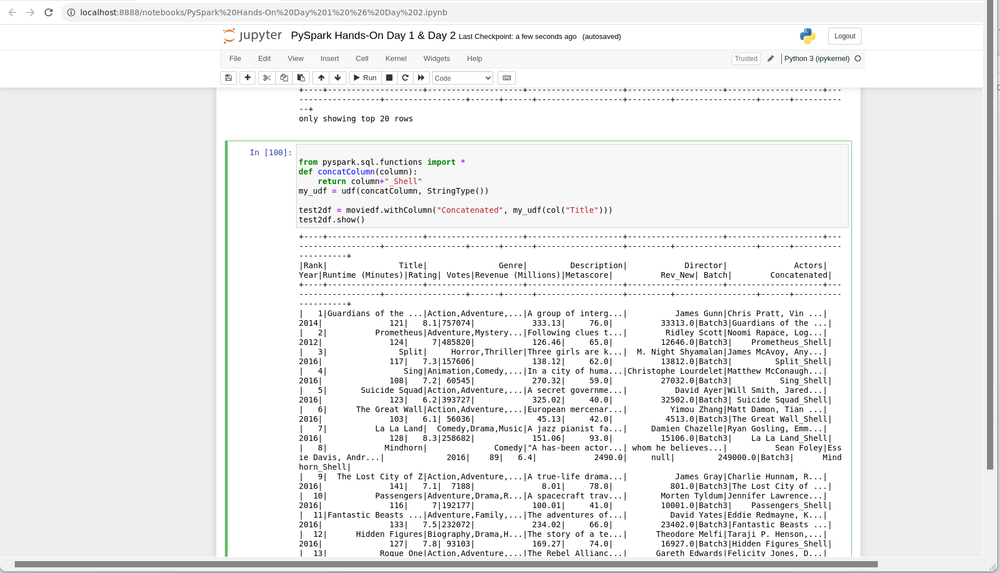 localhost:8888/notebooks/PySpark%20Hands-On%20Day%201%20%26%20Day%202.ipynb
jupyter PySpark Hands-On Day 1 & Day 2 Last Checkpoint: a few seconds ago (autosaved) Logout
File Edit View Insert Cell Kernel Widgets Help Trusted Python 3 (ipykernel)
Run Code
+----+--------------------+--------------------+--------------------+--------------------+--------------------+---
-----------------+-----------------+------+------+------------------+---------+-----------------+------+----------
--+
only showing top 20 rows
In [100]:
from pyspark.sql.functions import *
def concatColumn(column):
    return column+"_Shell"
my_udf = udf(concatColumn, StringType())
test2df = moviedf.withColumn("Concatenated", my_udf(col("Title")))
test2df.show()
+----+--------------------+--------------------+--------------------+--------------------+--------------------+---
-----------------+-----------------+------+------+------------------+---------+-----------------+------+----------
----------+
|Rank|               Title|               Genre|         Description|            Director|              Actors|
Year|Runtime (Minutes)|Rating| Votes|Revenue (Millions)|Metascore|          Rev_New| Batch|        Concatenated|
+----+--------------------+--------------------+--------------------+--------------------+--------------------+---
-----------------+-----------------+------+------+------------------+---------+-----------------+------+----------
----------+
|   1|Guardians of the ...|Action,Adventure,...|A group of interg...|          James Gunn|Chris Pratt, Vin ...|
2014|              121|   8.1|757074|            333.13|     76.0|          33313.0|Batch3|Guardians of the ...|
|   2|          Prometheus|Adventure,Mystery...|Following clues t...|        Ridley Scott|Noomi Rapace, Log...|
2012|              124|     7|485820|            126.46|     65.0|          12646.0|Batch3|    Prometheus_Shell|
|   3|               Split|     Horror,Thriller|Three girls are k...|  M. Night Shyamalan|James McAvoy, Any...|
2016|              117|   7.3|157606|            138.12|     62.0|          13812.0|Batch3|         Split_Shell|
|   4|                Sing|Animation,Comedy,...|In a city of huma...|Christophe Lourdelet|Matthew McConaugh...|
2016|              108|   7.2| 60545|            270.32|     59.0|          27032.0|Batch3|          Sing_Shell|
|   5|       Suicide Squad|Action,Adventure,...|A secret governme...|          David Ayer|Will Smith, Jared...|
2016|              123|   6.2|393727|            325.02|     40.0|          32502.0|Batch3| Suicide Squad_Shell|
|   6|      The Great Wall|Action,Adventure,...|European mercenar...|         Yimou Zhang|Matt Damon, Tian ...|
2016|              103|   6.1| 56036|             45.13|     42.0|           4513.0|Batch3|The Great Wall_Shell|
|   7|          La La Land|  Comedy,Drama,Music|A jazz pianist fa...|     Damien Chazelle|Ryan Gosling, Emm...|
2016|              128|   8.3|258682|            151.06|     93.0|          15106.0|Batch3|    La La Land_Shell|
|   8|            Mindhorn|              Comedy|"A has-been actor...| whom he believes...|          Sean Foley|Ess
ie Davis, Andr...|             2016|    89|   6.4|            2490.0|     null|         249000.0|Batch3|      Mind
horn_Shell|
|   9|  The Lost City of Z|Action,Adventure,...|A true-life drama...|          James Gray|Charlie Hunnam, R...|
2016|              141|   7.1|  7188|              8.01|     78.0|            801.0|Batch3|The Lost City of ...|
|  10|          Passengers|Adventure,Drama,R...|A spacecraft trav...|       Morten Tyldum|Jennifer Lawrence...|
2016|              116|     7|192177|            100.01|     41.0|          10001.0|Batch3|    Passengers_Shell|
|  11|Fantastic Beasts ...|Adventure,Family,...|The adventures of...|         David Yates|Eddie Redmayne, K...|
2016|              133|   7.5|232072|            234.02|     66.0|          23402.0|Batch3|Fantastic Beasts ...|
|  12|      Hidden Figures|Biography,Drama,H...|The story of a te...|      Theodore Melfi|Taraji P. Henson,...|
2016|              127|   7.8| 93103|            169.27|     74.0|          16927.0|Batch3|Hidden Figures_Shell|
|  13|           Rogue One|Action,Adventure,...|The Rebel Allianc...|      Gareth Edwards|Felicity Jones, D...|